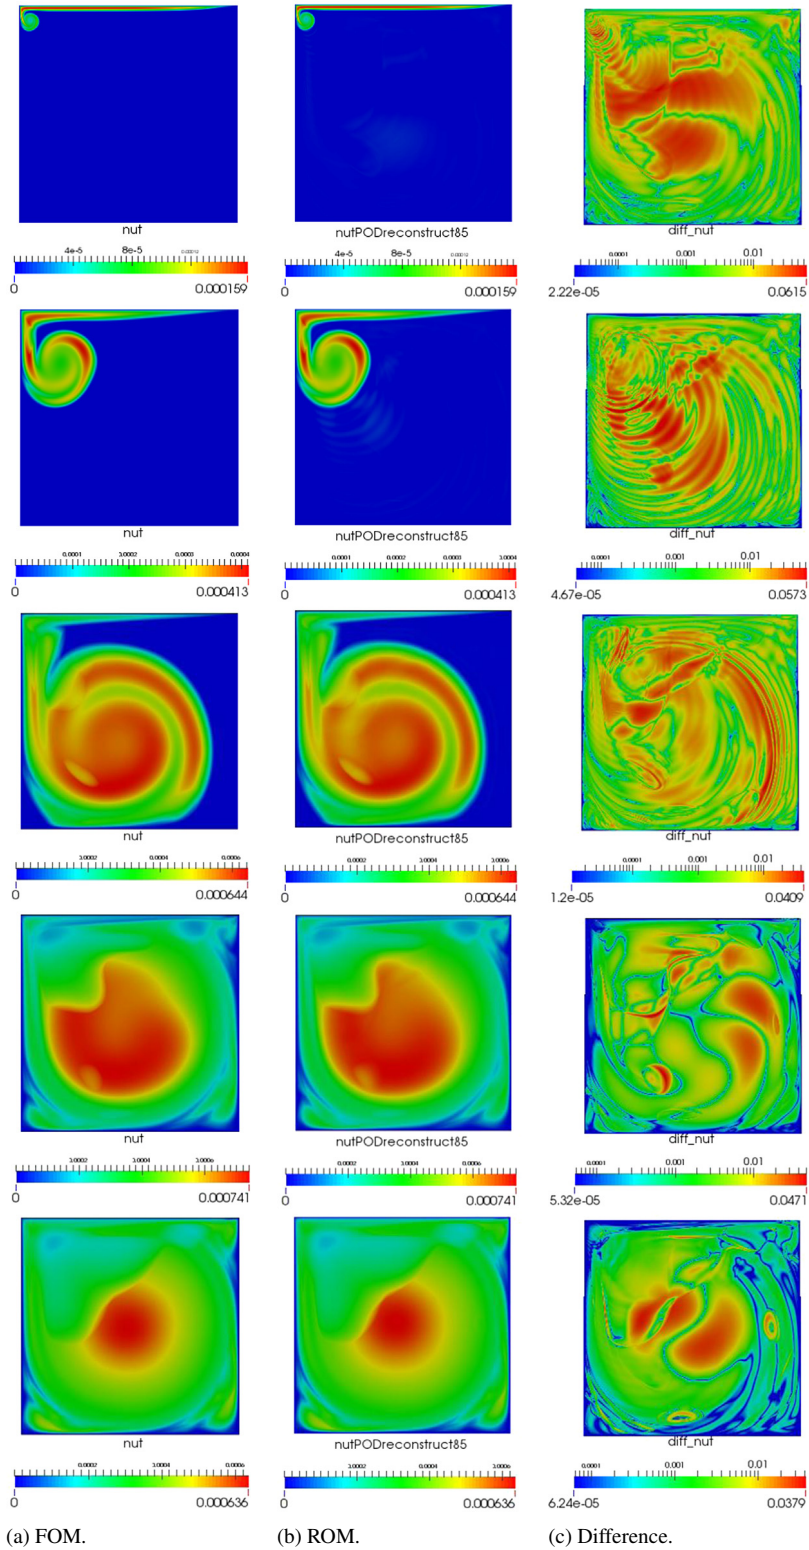 nut nutPODreconstruct85 diff_nut
4e-5 8e-5 0.00012 4e-5 8e-5 0.00012 0.0001 0.001 0.01
0 0.000159 0 0.000159 2.22e-05 0.0615
nut nutPODreconstruct85 diff_nut
0.0001 0.0002 0.0003 0.0004 0.0001 0.0002 0.0003 0.0004 0.0001 0.001 0.01
0 0.000413 0 0.000413 4.67e-05 0.0573
nut nutPODreconstruct85 diff_nut
0.0002 0.0004 0.0006 0.0002 0.0004 0.0006 0.0001 0.001 0.01
0 0.000644 0 0.000644 1.2e-05 0.0409
nut nutPODreconstruct85 diff_nut
0.0002 0.0004 0.0006 0.0002 0.0004 0.0006 0.0001 0.001 0.01
0 0.000741 0 0.000741 5.32e-05 0.0471
nut nutPODreconstruct85 diff_nut
0.0002 0.0004 0.0006 0.0002 0.0004 0.0006 0.0001 0.001 0.01
0 0.000636 0 0.000636 6.24e-05 0.0379
(a) FOM. (b) ROM. (c) Difference.